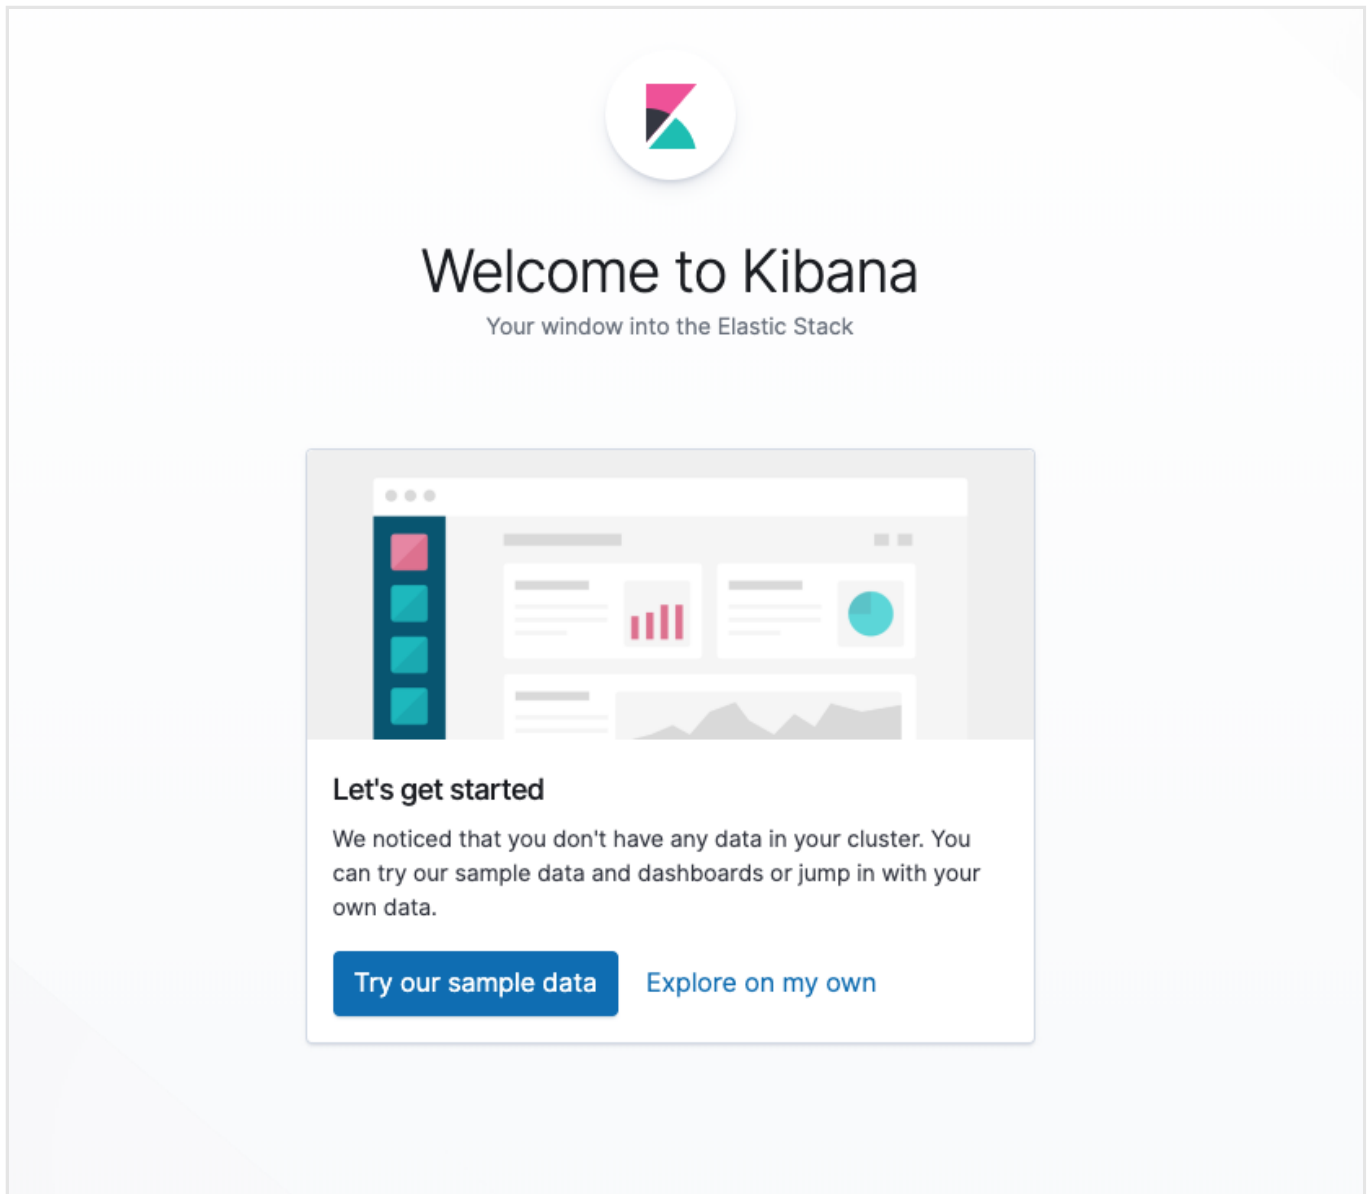 Welcome to Kibana
Your window into the Elastic Stack
Let's get started
We noticed that you don't have any data in your cluster. You
can try our sample data and dashboards or jump in with your
own data.
Try our sample data
Explore on my own